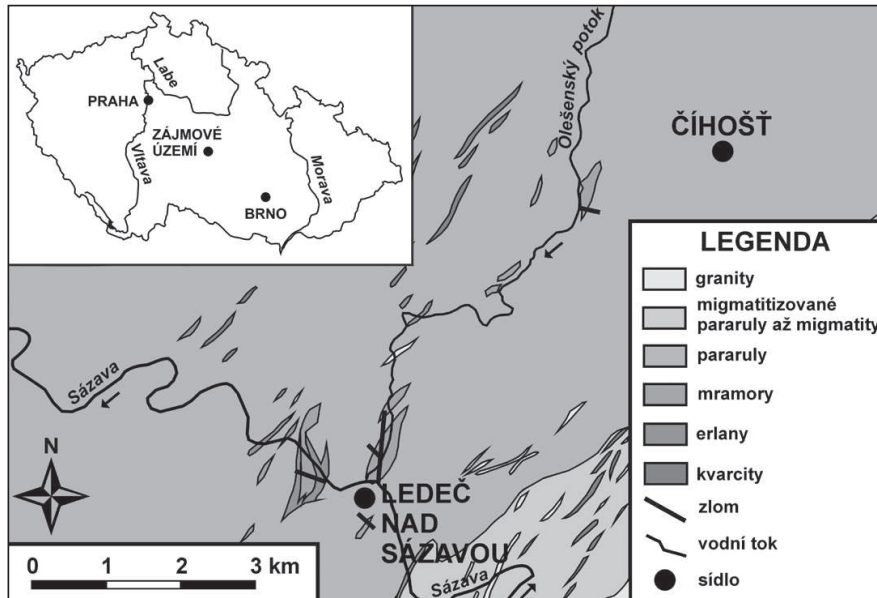 Labe
PRAHA
ZÁJMOVÉ
ÚZEMÍ
Vltava
Morava
BRNO
Olešenský potok
ČÍHOŠŤ
Sázava
N
LEDEČ
NAD
SÁZAVOU
Sázava
0 1 2 3 km
LEGENDA
granity
migmatitizované
pararuly až migmatity
pararuly
mramory
erlany
kvarcity
zlom
vodní tok
sídlo